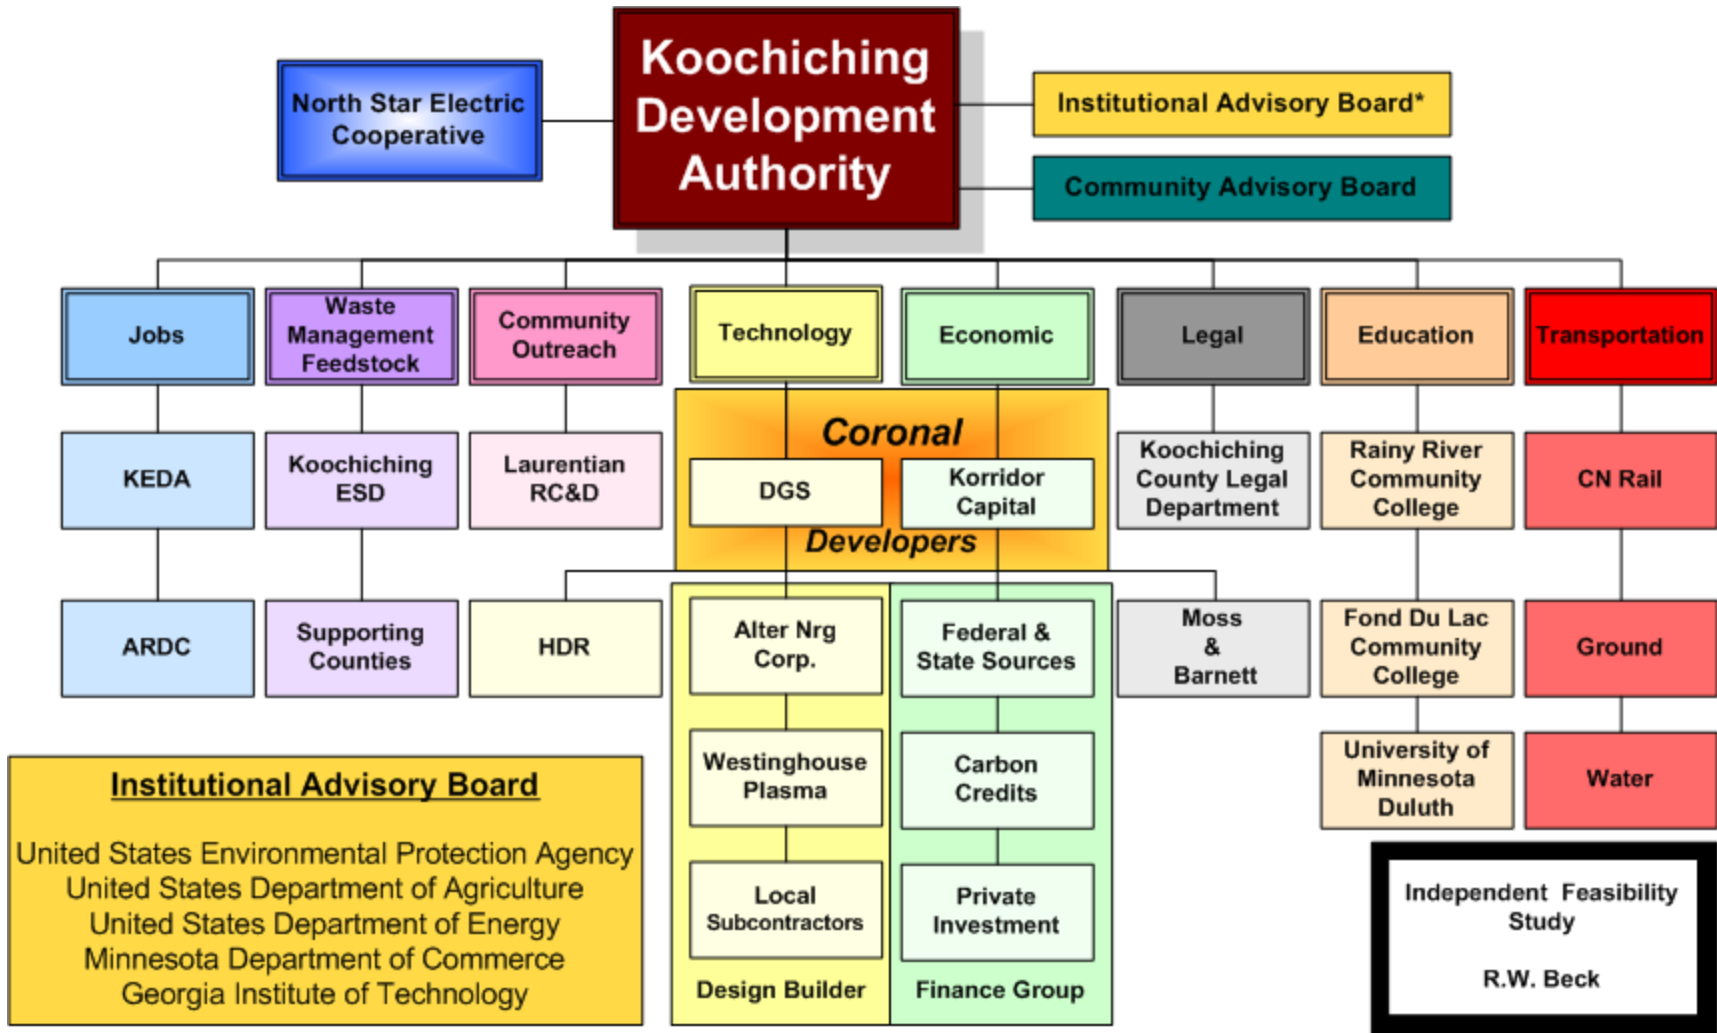 Koochiching
Development
Authority
North Star Electric
Cooperative
Institutional Advisory Board*
Community Advisory Board
Jobs
Waste
Management
Feedstock
Community
Outreach
Technology
Economic
Legal
Education
Transportation
Coronal
Developers
KEDA
Koochiching
ESD
Laurentian
RC&D
DGS
Korridor
Capital
Koochiching
County Legal
Department
Rainy River
Community
College
CN Rail
ARDC
Supporting
Counties
HDR
Alter Nrg
Corp.
Federal &
State Sources
Moss
&
Barnett
Fond Du Lac
Community
College
Ground
Westinghouse
Plasma
Carbon
Credits
University of
Minnesota
Duluth
Water
Local
Subcontractors
Private
Investment
Design Builder
Finance Group
Institutional Advisory Board
United States Environmental Protection Agency
United States Department of Agriculture
United States Department of Energy
Minnesota Department of Commerce
Georgia Institute of Technology
Independent Feasibility
Study
R.W. Beck